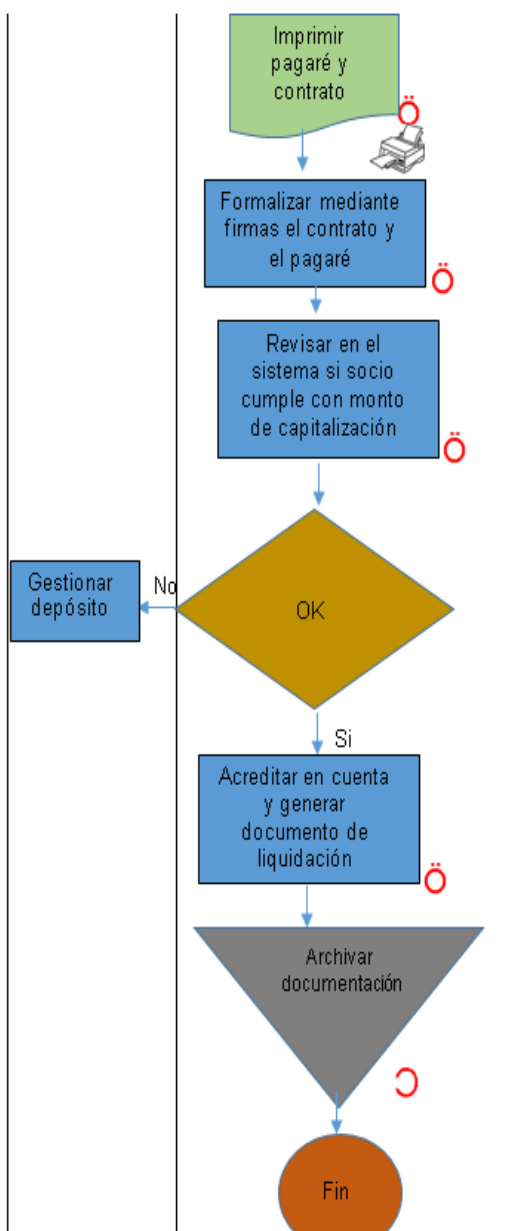 Imprimir
pagaré y
contrato
Ö
Formalizar mediante
firmas el contrato y
el pagaré
Ö
Revisar en el
sistema si socio
cumple con monto
de capitalización
Ö
Gestionar
depósito
No
OK
Si
Acreditar en cuenta
y generar
documento de
liquidación
Ö
Archivar
documentación
Ɔ
Fin